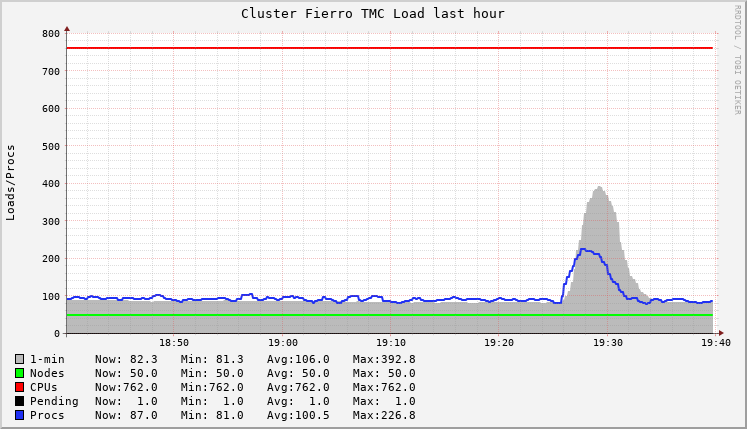 Cluster Fierro TMC Load last hour
RRDTOOL / TOBI OETIKER
Loads/Procs
800
700
600
500
400
300
200
100
0
18:50 19:00 19:10 19:20 19:30 19:40
1-min Now: 82.3 Min: 81.3 Avg:106.0 Max:392.8
Nodes Now: 50.0 Min: 50.0 Avg: 50.0 Max: 50.0
CPUs Now:762.0 Min:762.0 Avg:762.0 Max:762.0
Pending Now: 1.0 Min: 1.0 Avg: 1.0 Max: 1.0
Procs Now: 87.0 Min: 81.0 Avg:100.5 Max:226.8